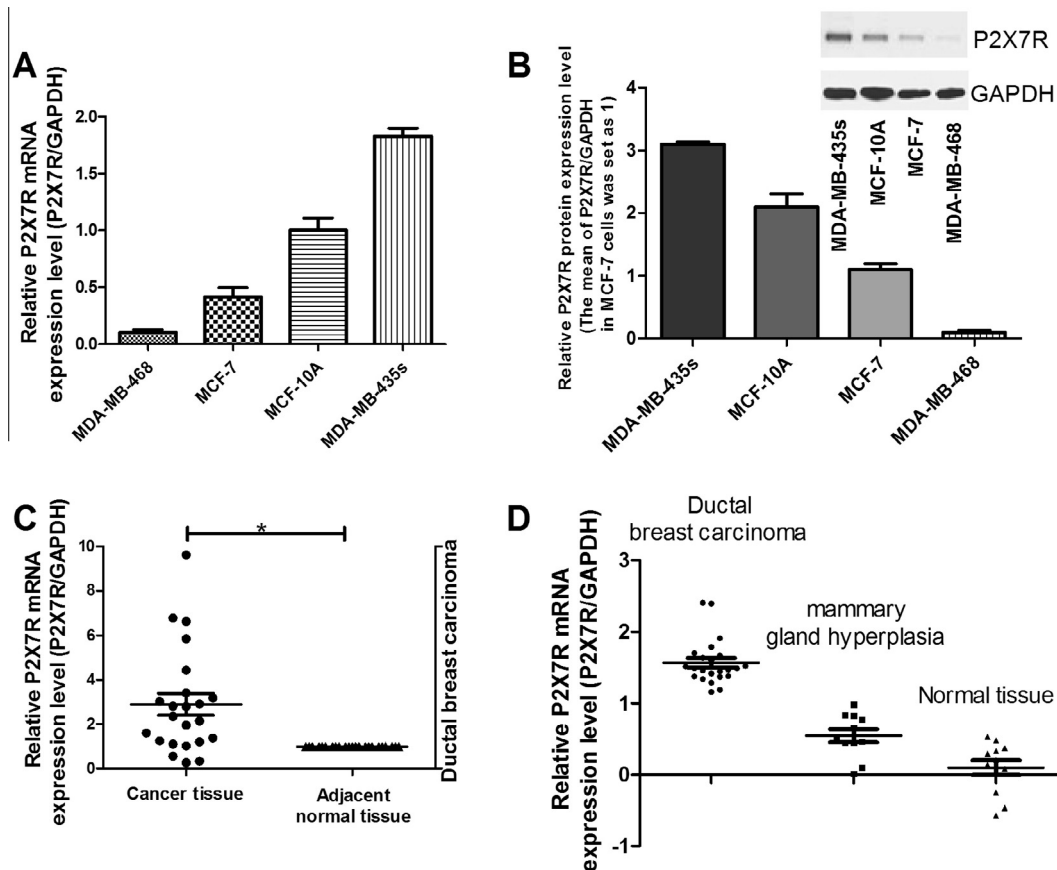 A
Relative P2X7R mRNA
expression level (P2X7R/GAPDH)
2.0
1.5
1.0
0.5
0.0
MDA-MB-468
MCF-7
MCF-10A
MDA-MB-435s
B
Relative P2X7R protein expression level
(The mean of P2X7R/GAPDH
in MCF-7 cells was set as 1)
4
3
2
1
0
MDA-MB-435s
MCF-10A
MCF-7
MDA-MB-468
P2X7R
GAPDH
MDA-MB-435s
MCF-10A
MCF-7
MDA-MB-468
C
Relative P2X7R mRNA
expression level (P2X7R/GAPDH)
10
8
6
4
2
0
*
Cancer tissue
Adjacent
normal tissue
Ductal breast carcinoma
D
Relative P2X7R mRNA
expression level (P2X7R/GAPDH)
3
2
1
0
-1
Ductal
breast carcinoma
mammary
gland hyperplasia
Normal tissue